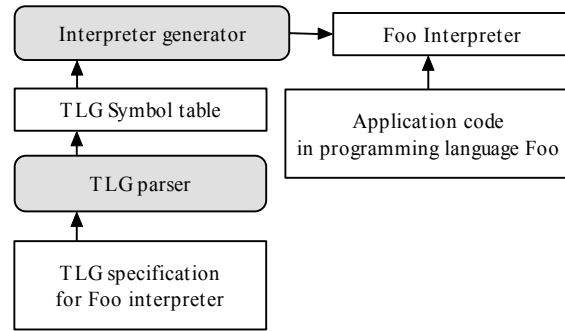 Interpreter generator
Foo Interpreter
TLG Symbol table
Application code
in programming language Foo
TLG parser
TLG specification
for Foo interpreter